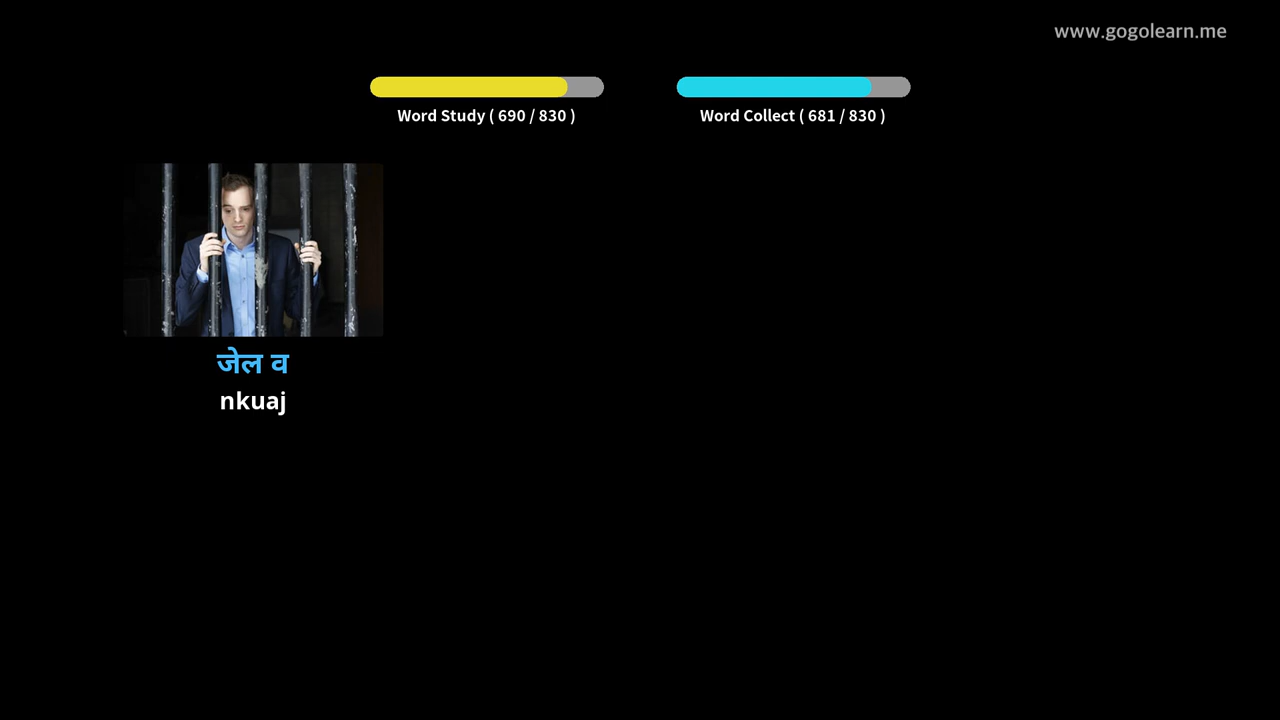 www.gogolearn.me
Word Study ( 690 / 830 )
Word Collect ( 681 / 830 )
जेल व
nkuaj